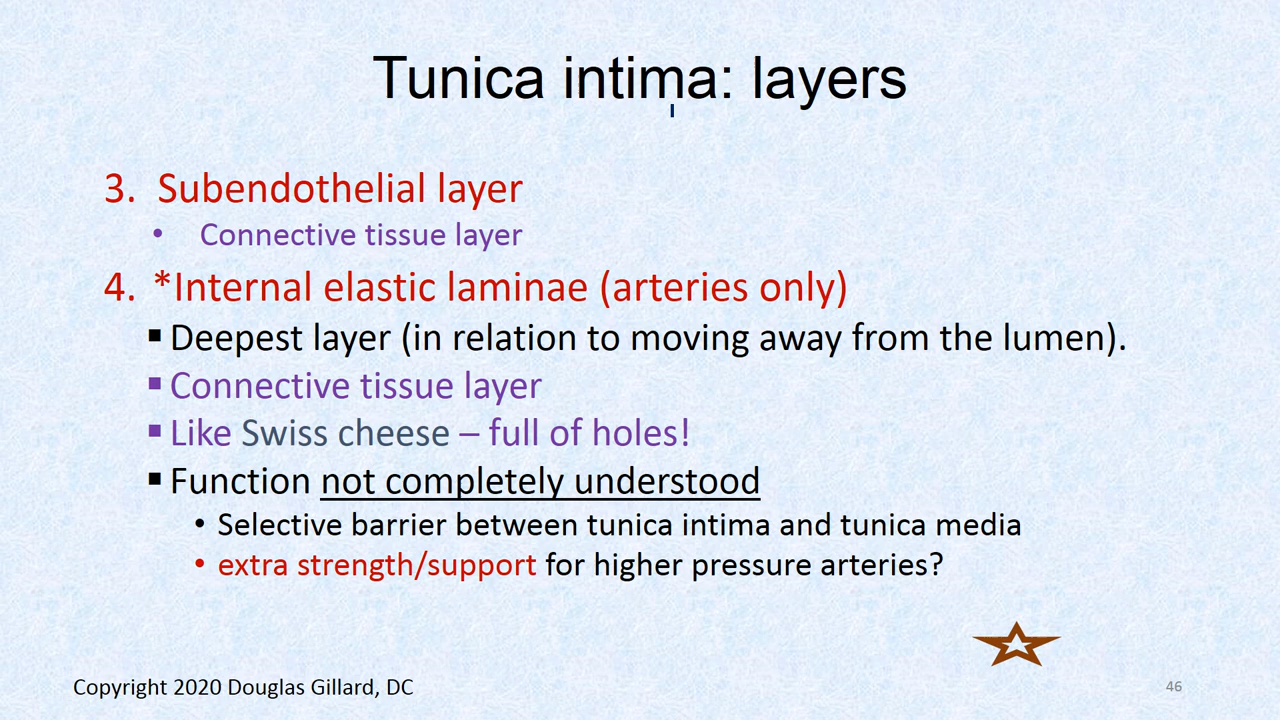 Tunica intima: layers
3. Subendothelial layer
• Connective tissue layer
4. *Internal elastic laminae (arteries only)
▪ Deepest layer (in relation to moving away from the lumen).
▪ Connective tissue layer
▪ Like Swiss cheese – full of holes!
▪ Function not completely understood
• Selective barrier between tunica intima and tunica media
• extra strength/support for higher pressure arteries?
Copyright 2020 Douglas Gillard, DC
46